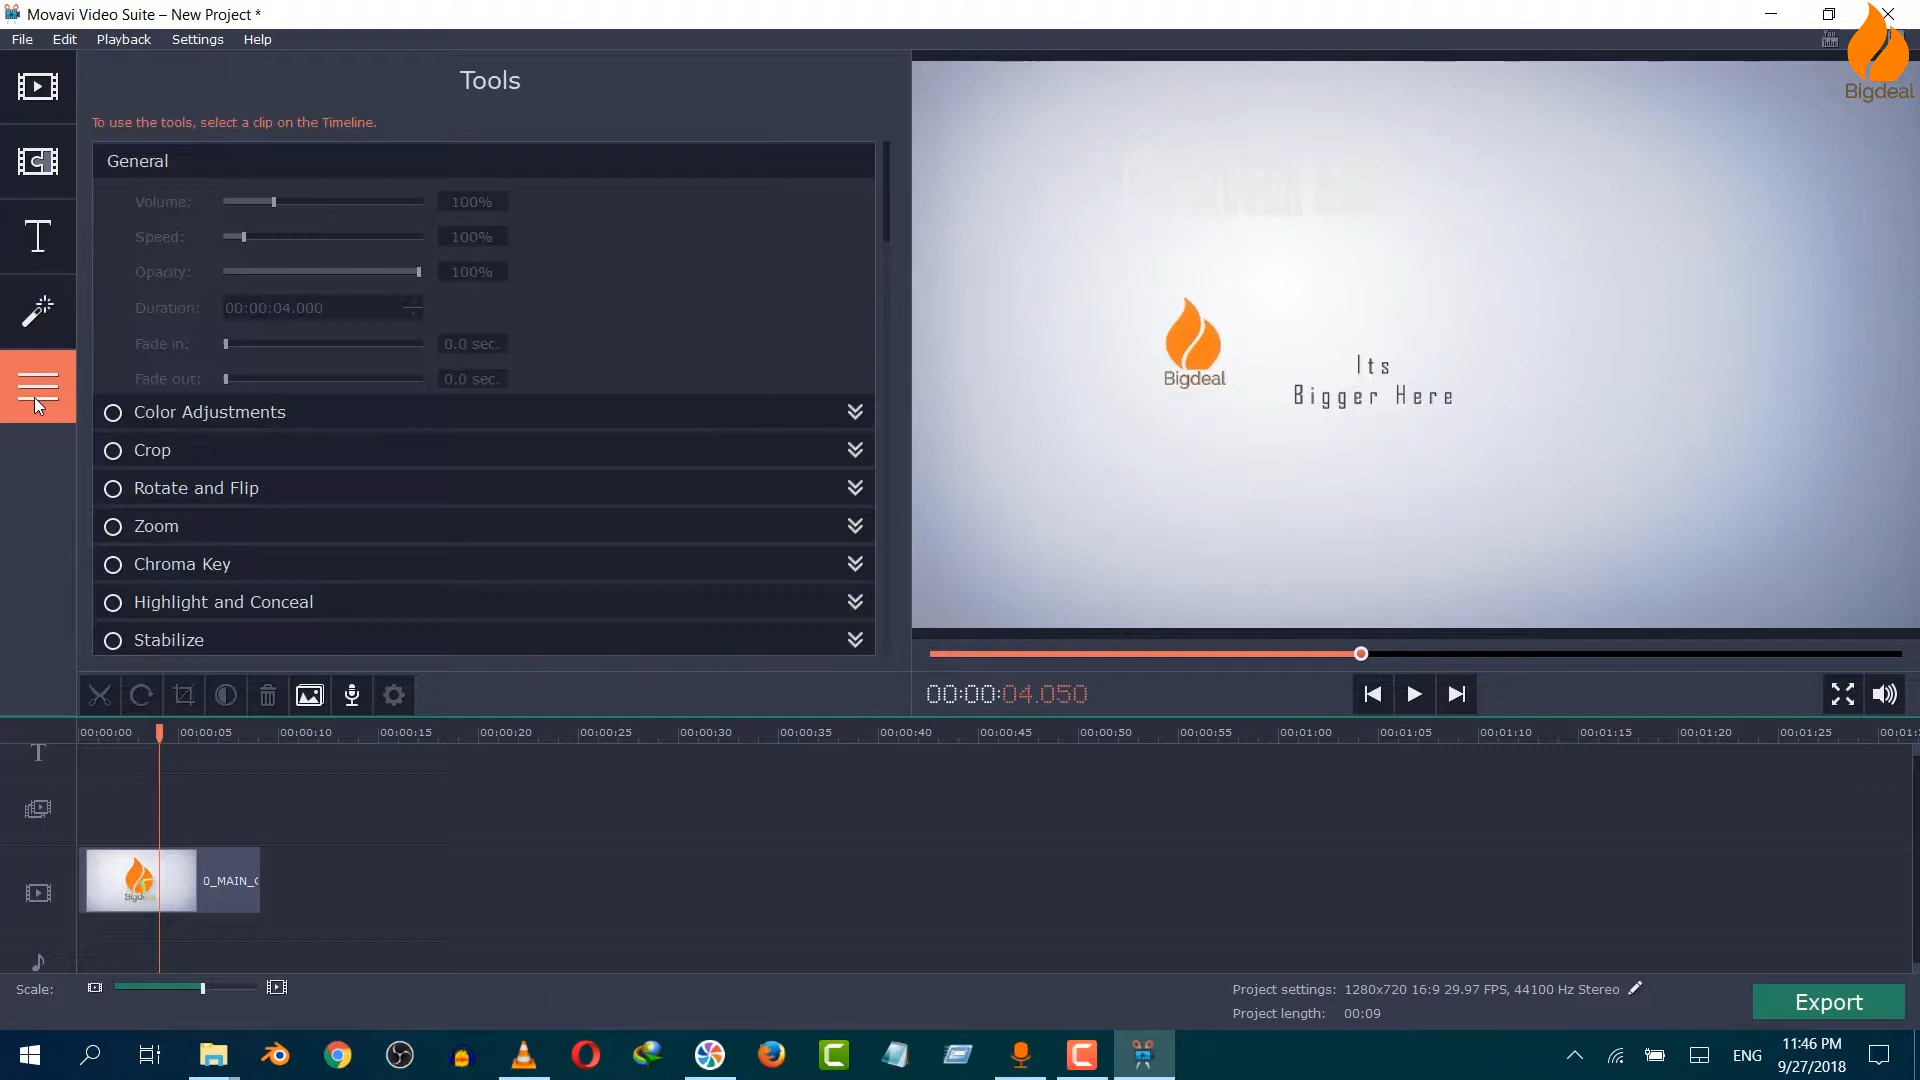 Movavi Video Suite – New Project *
File Edit Playback Settings Help
You
Tube
Bigdeal
Tools
To use the tools, select a clip on the Timeline.
General
Volume: 100%
Speed: 100%
Opacity: 100%
Duration: 00:00:04.000
Fade in: 0.0 sec.
Fade out: 0.0 sec.
Color Adjustments
Crop
Rotate and Flip
Zoom
Chroma Key
Highlight and Conceal
Stabilize
Bigdeal
Its
Bigger Here
00:00:04.050
00:00:00 00:00:05 00:00:10 00:00:15 00:00:20 00:00:25 00:00:30 00:00:35 00:00:40 00:00:45 00:00:50 00:00:55 00:01:00 00:01:05 00:01:10 00:01:15 00:01:20 00:01:25 00:01:
T
0_MAIN_
Scale:
Project settings: 1280x720 16:9 29.97 FPS, 44100 Hz Stereo
Project length: 00:09
Export
ENG
11:46 PM
9/27/2018